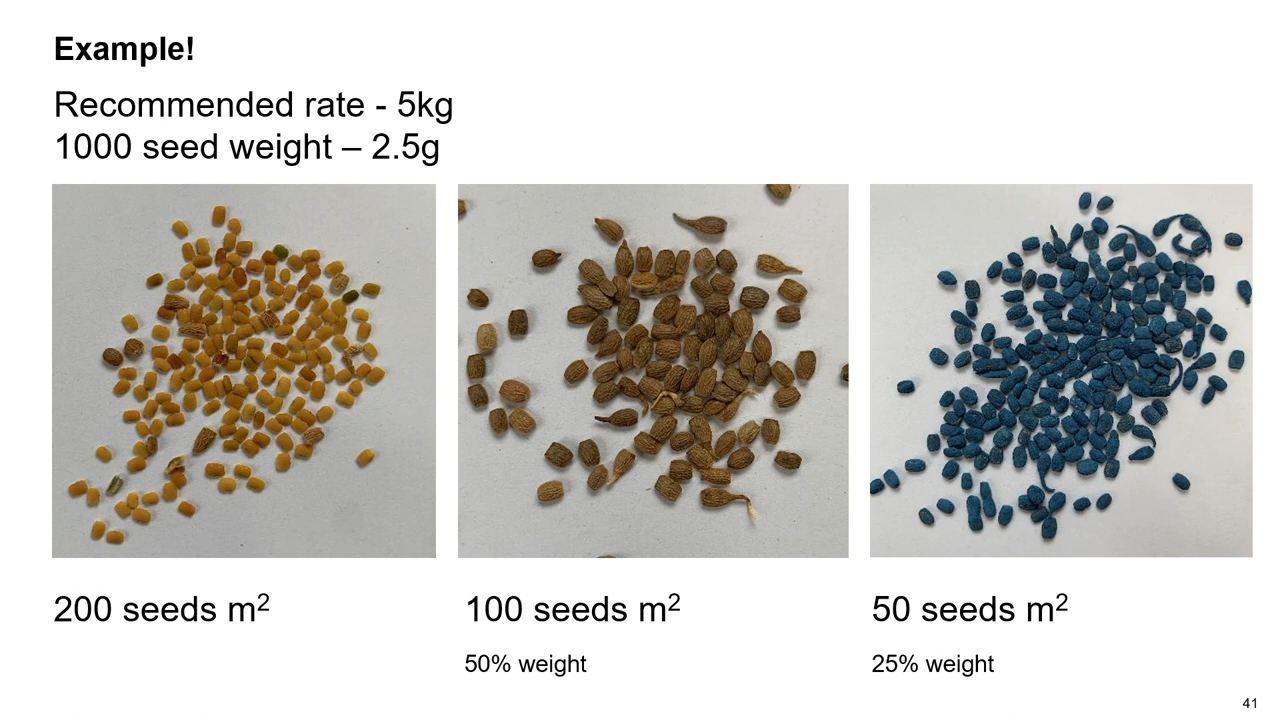 Example!
Recommended rate - 5kg
1000 seed weight – 2.5g
200 seeds m²
100 seeds m²
50 seeds m²
50% weight
25% weight
41